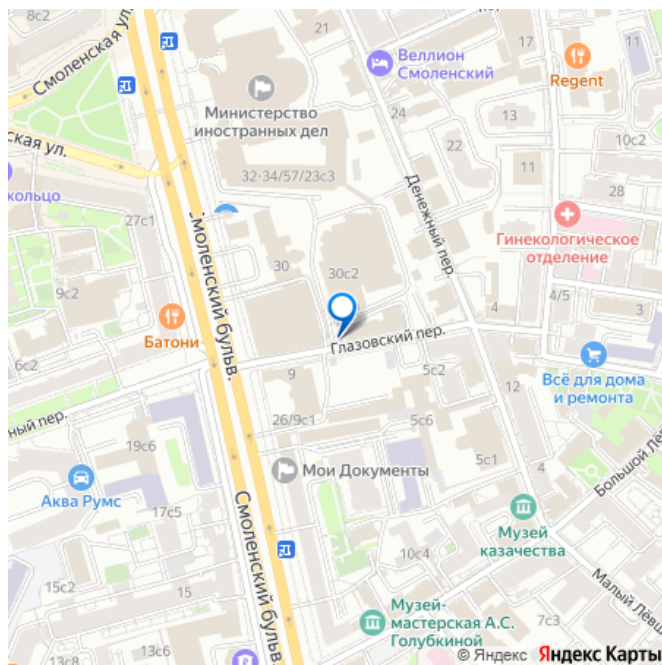 8с2
Смоленская ул.
21
17
Веллион
Смоленский
Regent
11
24
13
Министерство
иностранных дел
22
10с2
ская ул.
11
32-34/57/23с3
28
кольцо
27с1
Денежный пер.
Гинекологическое
отделение
30
30с2
9с2
4
4/5
3
Смоленский бульв.
Батони
Глазовский пер.
6с2
9
5с2
12
Всё для дома
и ремонта
ный пер.
26/9с1
5с6
19с6
Мои Документы
5с1
4
Большой Лёв
Аква Румс
17с5
Смоленский бульв.
Музей
казачества
10с4
15с2
15
Малый Лёвш
Музей-
мастерская А.С.
Голубкиной
7с3
13с8
13с6
© Яндекс Яндекс Карты